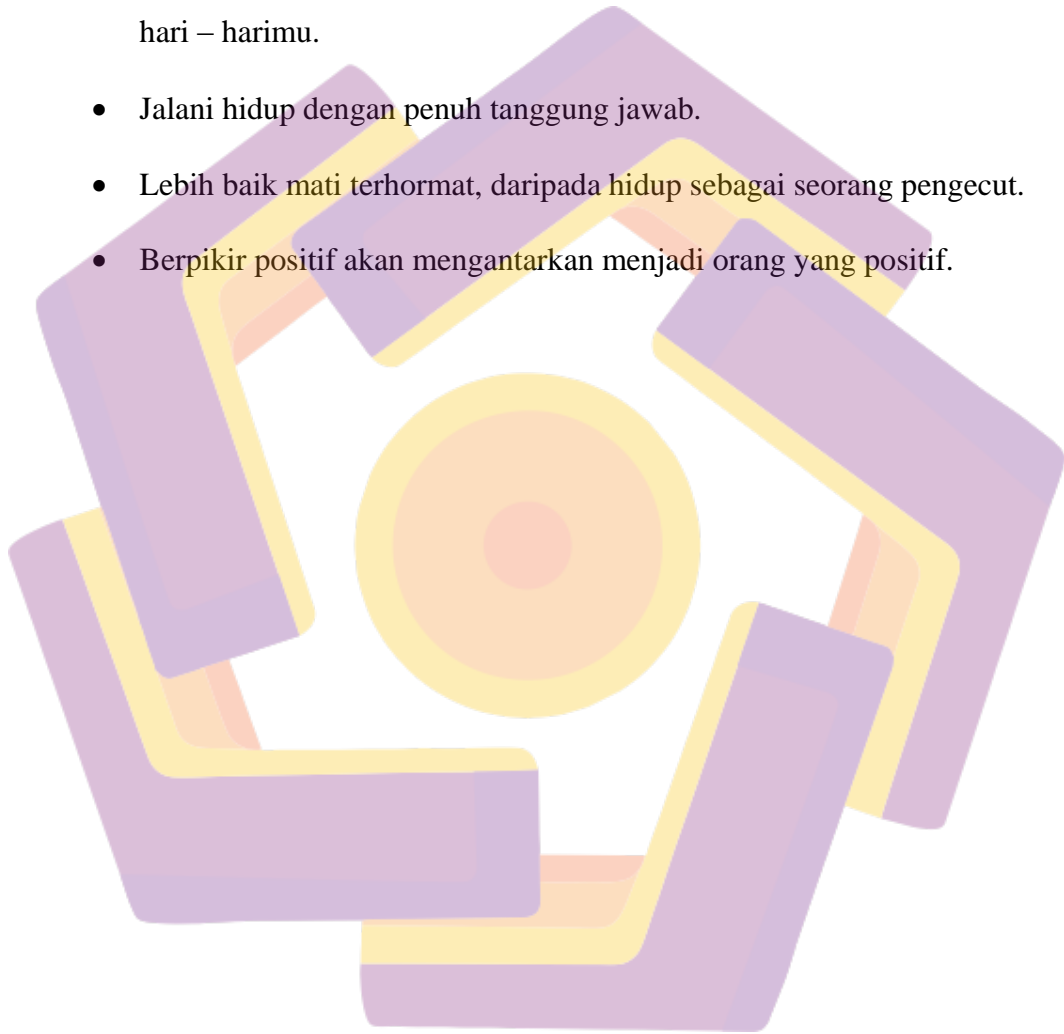 hari – harimu.
• Jalani hidup dengan penuh tanggung jawab.
• Lebih baik mati terhormat, daripada hidup sebagai seorang pengecut.
• Berpikir positif akan mengantarkan menjadi orang yang positif.